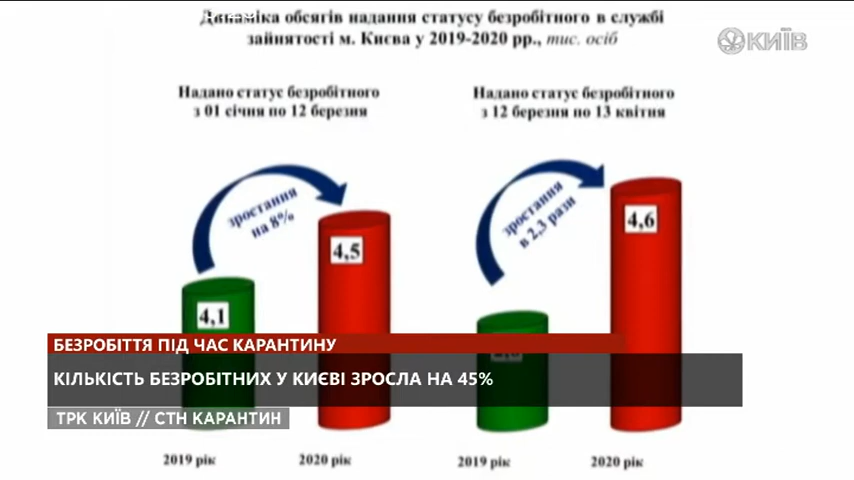 Динаміка обсягів надання статусу безробітного в службі
зайнятості м. Києва у 2019-2020 рр., тис. осіб
КИЇВ
Надано статус безробітного
з 01 січня по 12 березня
Надано статус безробітного
з 12 березня по 13 квітня
зростання
на 8%
зростання
в 2,3 рази
4,1
4,5
4,6
БЕЗРОБІТТЯ ПІД ЧАС КАРАНТИНУ
КІЛЬКІСТЬ БЕЗРОБІТНИХ У КИЄВІ ЗРОСЛА НА 45%
ТРК КИЇВ // СТН КАРАНТИН
2019 рік
2020 рік
2019 рік
2020 рік